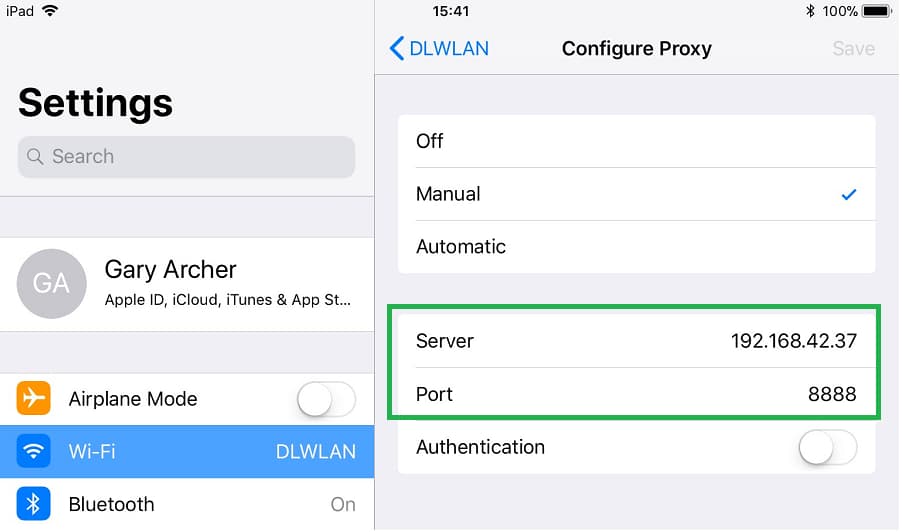 iPad
15:41
100%
DLWLAN
Configure Proxy
Save
Settings
Search
Off
Manual
Automatic
GA
Gary Archer
Apple ID, iCloud, iTunes & App St...
Server 192.168.42.37
Port 8888
Authentication
Airplane Mode
Wi-Fi DLWLAN
Bluetooth On